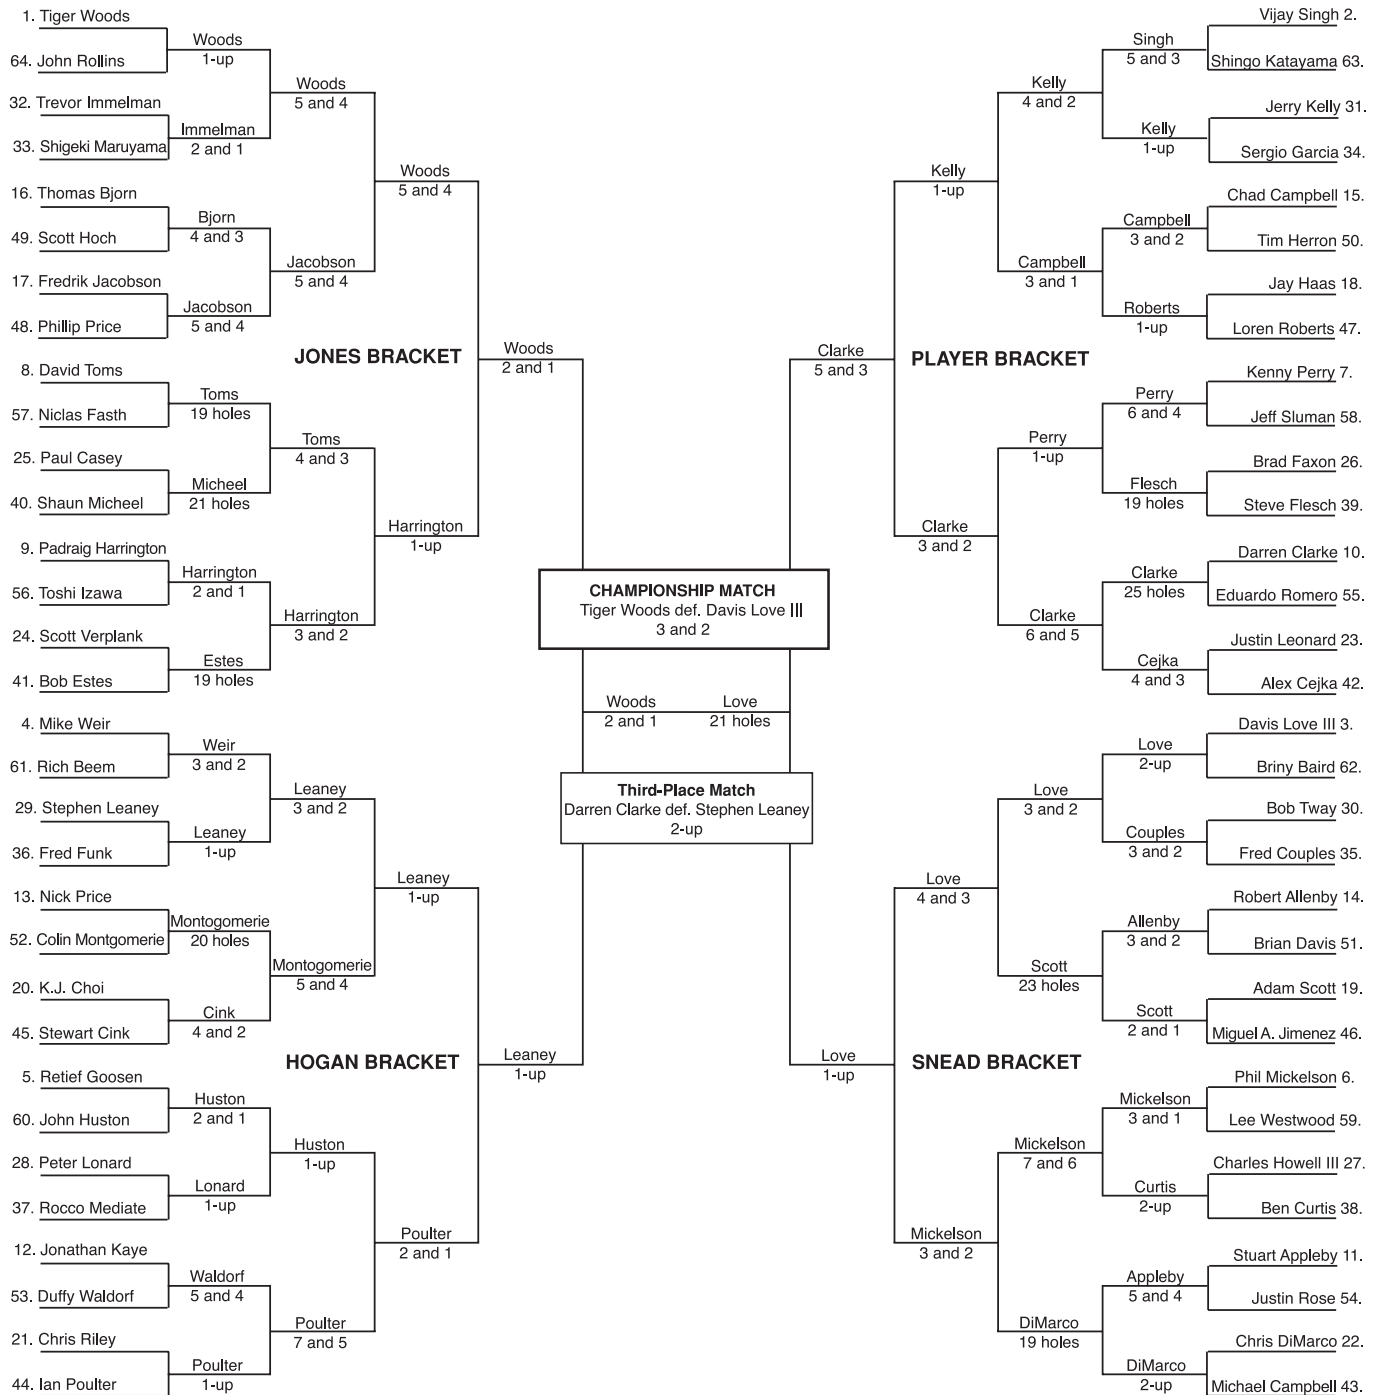 1. Tiger Woods
Woods
1-up
64. John Rollins
Woods
5 and 4
32. Trevor Immelman
Immelman
2 and 1
33. Shigeki Maruyama
Woods
5 and 4
16. Thomas Bjorn
Bjorn
4 and 3
49. Scott Hoch
Jacobson
5 and 4
17. Fredrik Jacobson
Jacobson
5 and 4
48. Phillip Price
JONES BRACKET
Woods
2 and 1
8. David Toms
Toms
19 holes
57. Niclas Fasth
Toms
4 and 3
25. Paul Casey
Micheel
21 holes
40. Shaun Micheel
Harrington
1-up
9. Padraig Harrington
Harrington
2 and 1
56. Toshi Izawa
Harrington
3 and 2
24. Scott Verplank
Estes
19 holes
41. Bob Estes
4. Mike Weir
Weir
3 and 2
61. Rich Beem
Leaney
3 and 2
29. Stephen Leaney
Leaney
1-up
36. Fred Funk
Leaney
1-up
13. Nick Price
Montogomerie
20 holes
52. Colin Montgomerie
Montogomerie
5 and 4
20. K.J. Choi
Cink
4 and 2
45. Stewart Cink
HOGAN BRACKET
Leaney
1-up
5. Retief Goosen
Huston
2 and 1
60. John Huston
Huston
1-up
28. Peter Lonard
Lonard
1-up
37. Rocco Mediate
Poulter
2 and 1
12. Jonathan Kaye
Waldorf
5 and 4
53. Duffy Waldorf
Poulter
7 and 5
21. Chris Riley
Poulter
1-up
44. Ian Poulter
CHAMPIONSHIP MATCH
Tiger Woods def. Davis Love III
3 and 2
Woods
2 and 1
Love
21 holes
Third-Place Match
Darren Clarke def. Stephen Leaney
2-up
Vijay Singh 2.
Singh
5 and 3
Shingo Katayama 63.
Kelly
4 and 2
Jerry Kelly 31.
Kelly
1-up
Sergio Garcia 34.
Kelly
1-up
Chad Campbell 15.
Campbell
3 and 2
Tim Herron 50.
Campbell
3 and 1
Jay Haas 18.
Roberts
1-up
Loren Roberts 47.
Clarke
5 and 3
PLAYER BRACKET
Kenny Perry 7.
Perry
6 and 4
Jeff Sluman 58.
Perry
1-up
Brad Faxon 26.
Flesch
19 holes
Steve Flesch 39.
Clarke
3 and 2
Darren Clarke 10.
Clarke
25 holes
Eduardo Romero 55.
Clarke
6 and 5
Justin Leonard 23.
Cejka
4 and 3
Alex Cejka 42.
Davis Love III 3.
Love
2-up
Briny Baird 62.
Love
3 and 2
Bob Tway 30.
Couples
3 and 2
Fred Couples 35.
Love
4 and 3
Robert Allenby 14.
Allenby
3 and 2
Brian Davis 51.
Scott
23 holes
Adam Scott 19.
Scott
2 and 1
Miguel A. Jimenez 46.
Love
1-up
SNEAD BRACKET
Phil Mickelson 6.
Mickelson
3 and 1
Lee Westwood 59.
Mickelson
7 and 6
Charles Howell III 27.
Curtis
2-up
Ben Curtis 38.
Mickelson
3 and 2
Stuart Appleby 11.
Appleby
5 and 4
Justin Rose 54.
DiMarco
19 holes
Chris DiMarco 22.
DiMarco
2-up
Michael Campbell 43.